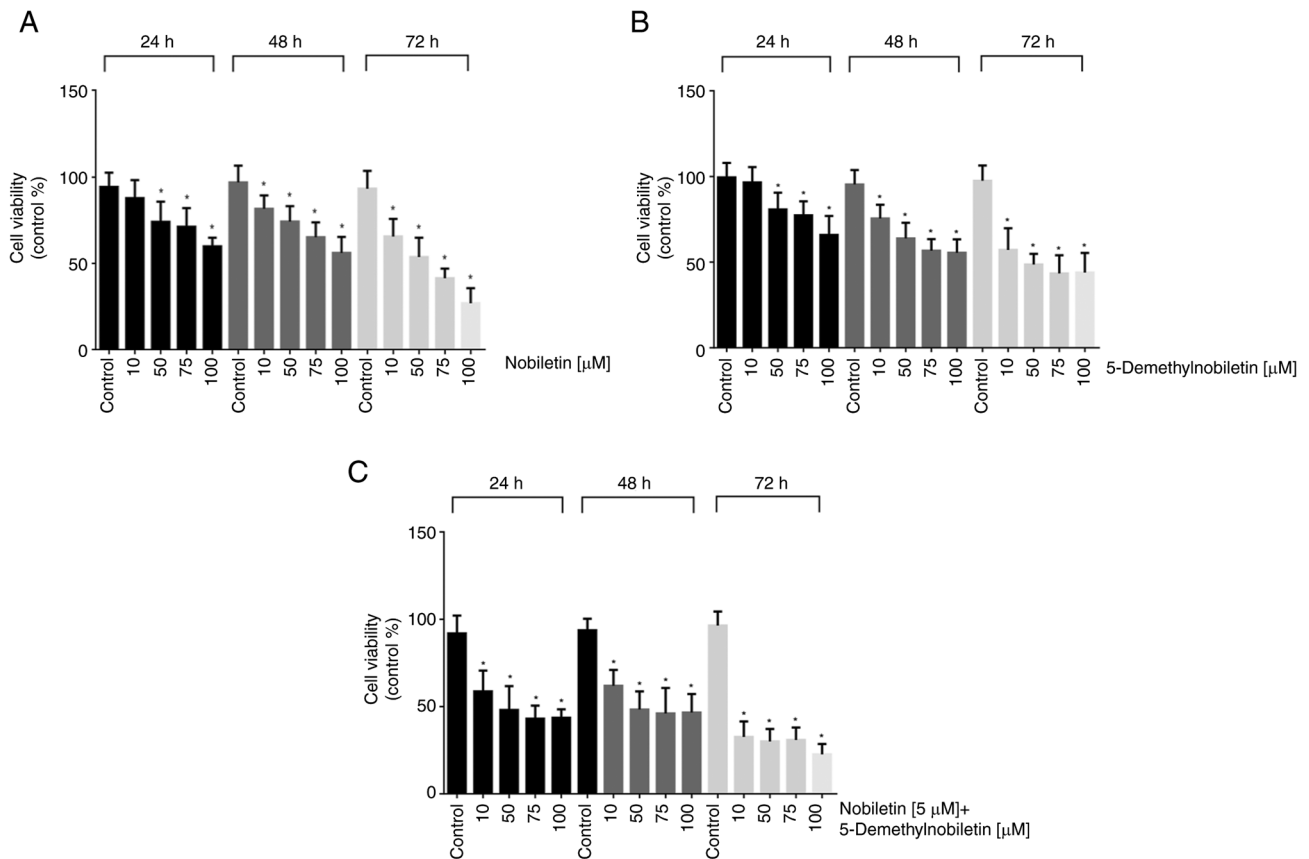 A
24 h 48 h 72 h
150
100
50
0
Cell viability
(control %)
* * * * * * * * * * *
Control 10 50 75 100 Control 10 50 75 100 Control 10 50 75 100
Nobiletin [μM]
B
24 h 48 h 72 h
150
100
50
0
Cell viability
(control %)
* * * * * * * * * * *
Control 10 50 75 100 Control 10 50 75 100 Control 10 50 75 100
5-Demethylnobiletin [μM]
C
24 h 48 h 72 h
150
100
50
0
Cell viability
(control %)
* * * * * * * * * * * *
Control 10 50 75 100 Control 10 50 75 100 Control 10 50 75 100
Nobiletin [5 μM]+
5-Demethylnobiletin [μM]